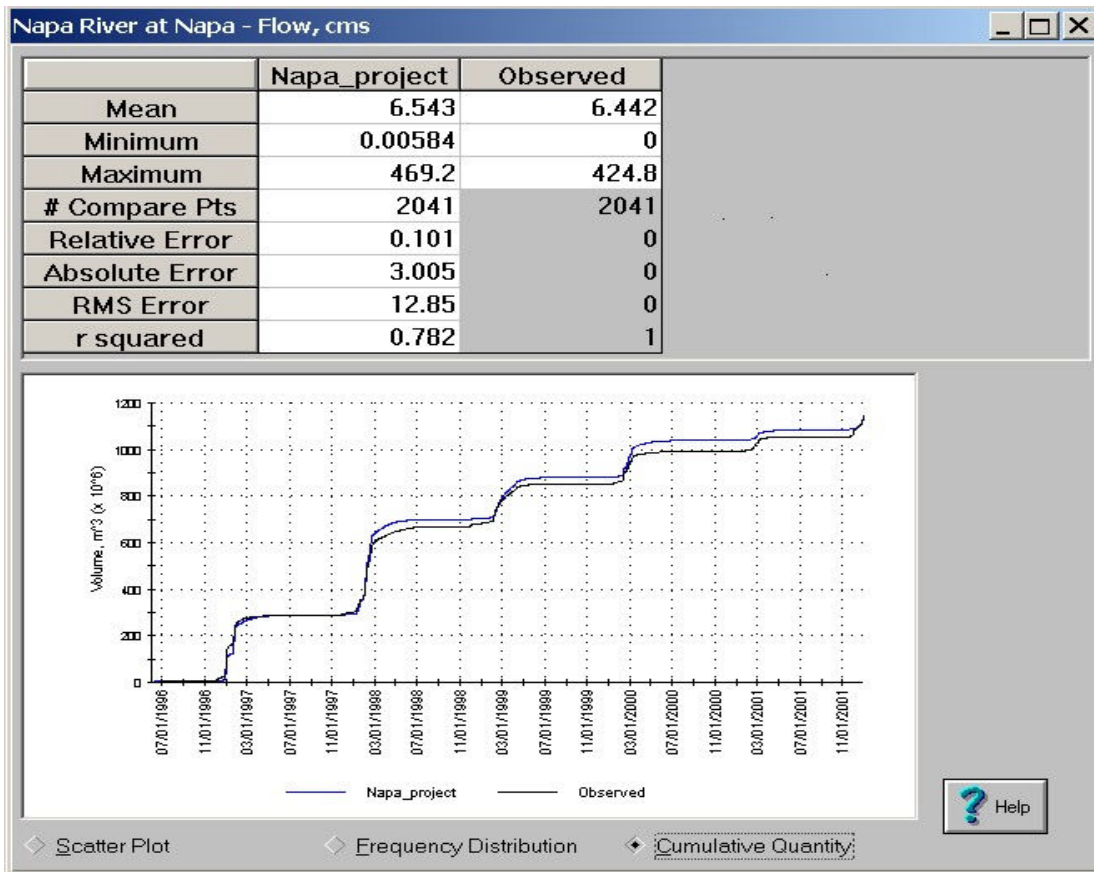 Napa River at Napa - Flow, cms
Napa_project Observed
Mean 6.543 6.442
Minimum 0.00584 0
Maximum 469.2 424.8
# Compare Pts 2041 2041
Relative Error 0.101 0
Absolute Error 3.005 0
RMS Error 12.85 0
r squared 0.782 1
Volume, m^3 (x 10^6)
1200
1000
800
600
400
200
0
07/01/1996
11/01/1996
03/01/1997
07/01/1997
11/01/1997
03/01/1998
07/01/1998
11/01/1998
03/01/1999
07/01/1999
11/01/1999
03/01/2000
07/01/2000
11/01/2000
03/01/2001
07/01/2001
11/01/2001
Napa_project Observed
? Help
Scatter Plot Frequency Distribution Cumulative Quantity